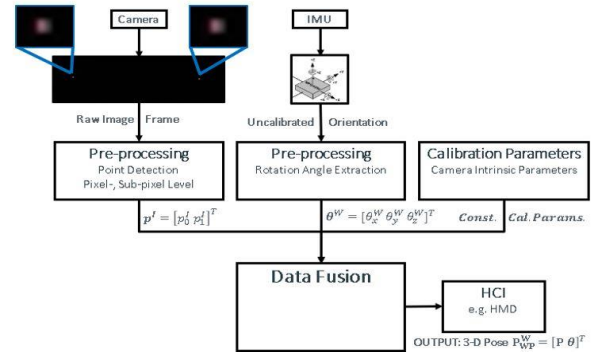 Camera
IMU
Raw Image Frame
Uncalibrated Orientation
Pre-processing
Point Detection
Pixel-, Sub-pixel Level
Pre-processing
Rotation Angle Extraction
Calibration Parameters
Camera Intrinsic Parameters
p^I = [p_0^I p_1^I]^T
θ^W = [θ_x^W θ_y^W θ_z^W]^T
Const. Cal. Params.
Data Fusion
HCI
e.g. HMD
OUTPUT: 3-D Pose P_WP^W = [P θ]^T